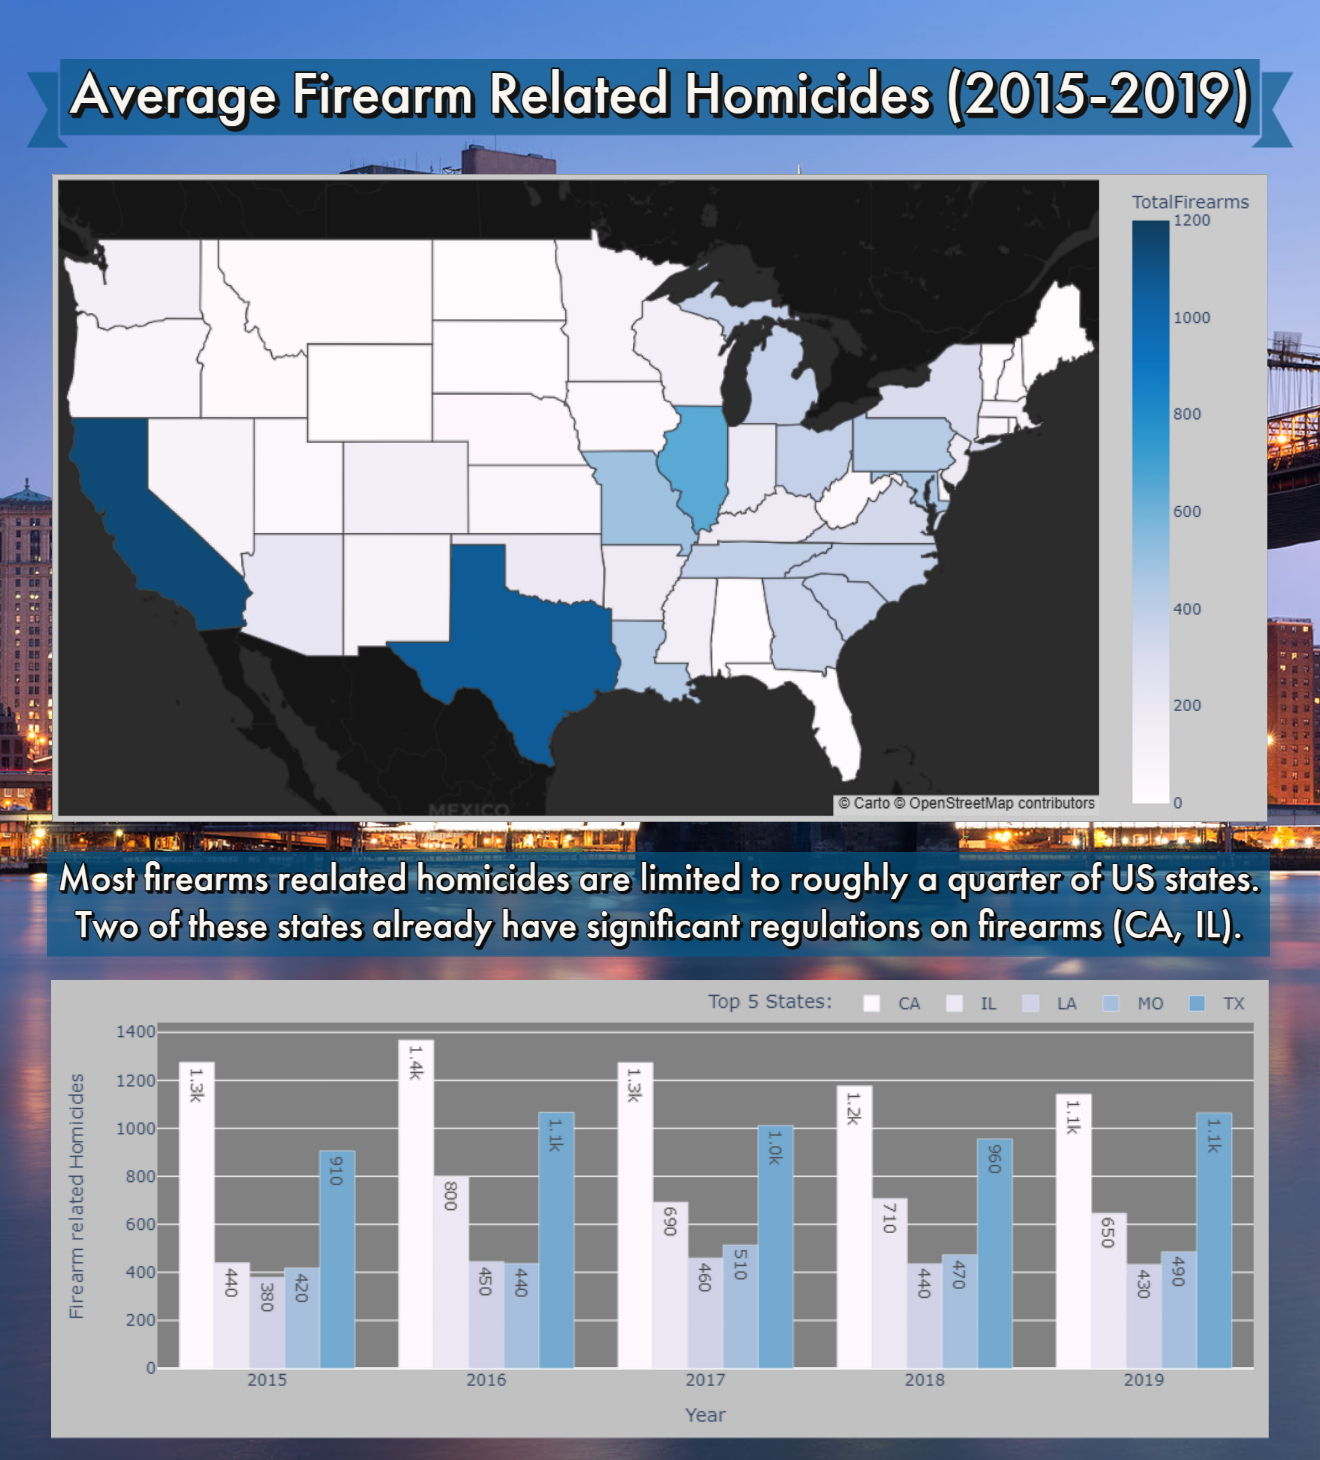 Average Firearm Related Homicides (2015-2019)
TotalFirearms
1200
1000
800
600
400
200
0
MEXICO
© Carto © OpenStreetMap contributors
Most firearms realated homicides are limited to roughly a quarter of US states.
Two of these states already have significant regulations on firearms (CA, IL).
Top 5 States: CA IL LA MO TX
Firearm related Homicides
1400
1200
1000
800
600
400
200
0
1.3k
440
380
420
910
1.4k
800
450
440
1.1k
1.3k
690
460
510
1.0k
1.2k
710
440
470
960
1.1k
650
430
490
1.1k
2015 2016 2017 2018 2019
Year